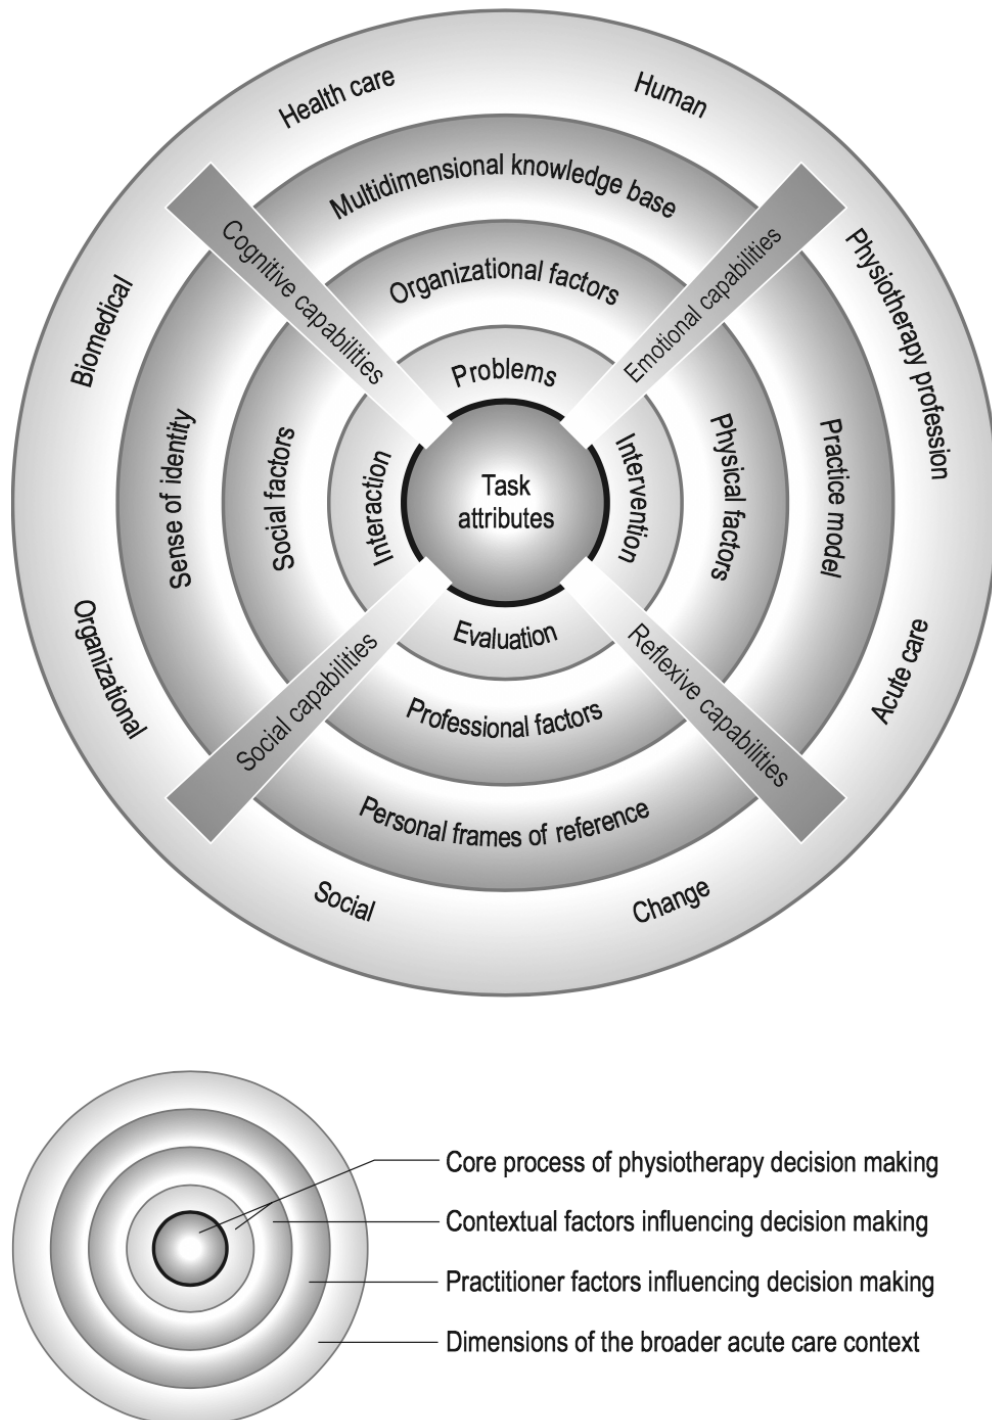 Health care
Human
Multidimensional knowledge base
Cognitive capabilities
Emotional capabilities
Biomedical
Physiotherapy profession
Organizational factors
Problems
Sense of identity
Social factors
Interaction
Task
attributes
Intervention
Physical factors
Practice model
Organizational
Acute care
Evaluation
Social capabilities
Reflexive capabilities
Professional factors
Personal frames of reference
Social
Change
Core process of physiotherapy decision making
Contextual factors influencing decision making
Practitioner factors influencing decision making
Dimensions of the broader acute care context